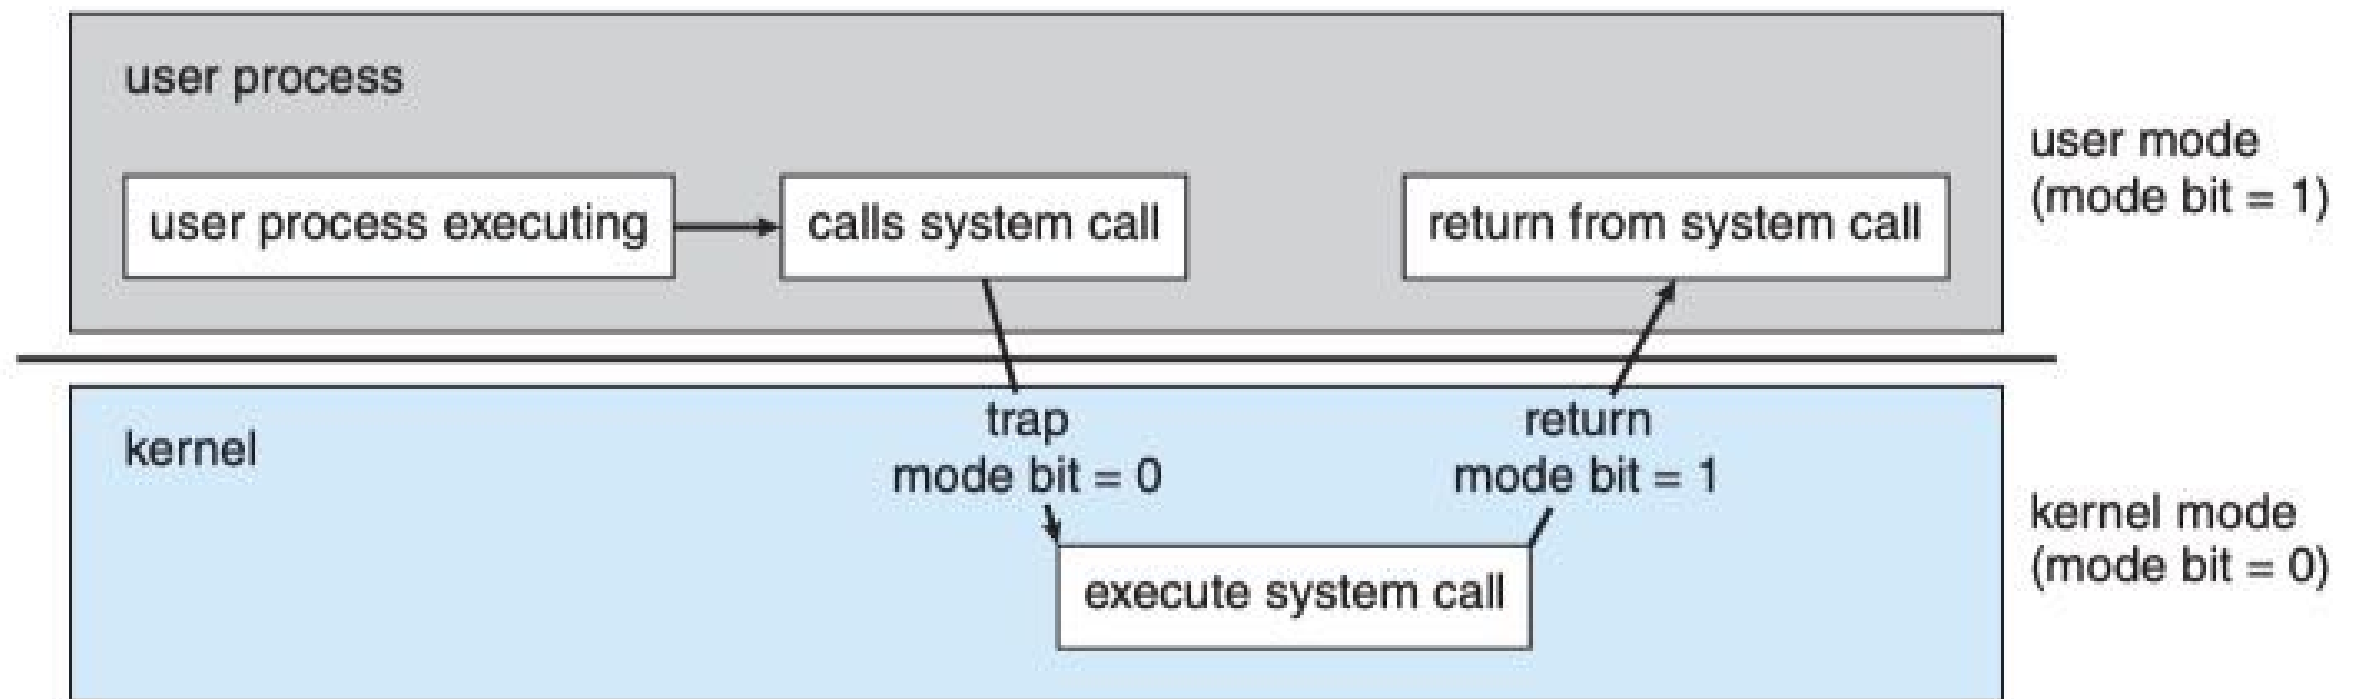 user process
user process executing
calls system call
return from system call
user mode
(mode bit = 1)
kernel
trap
mode bit = 0
return
mode bit = 1
execute system call
kernel mode
(mode bit = 0)